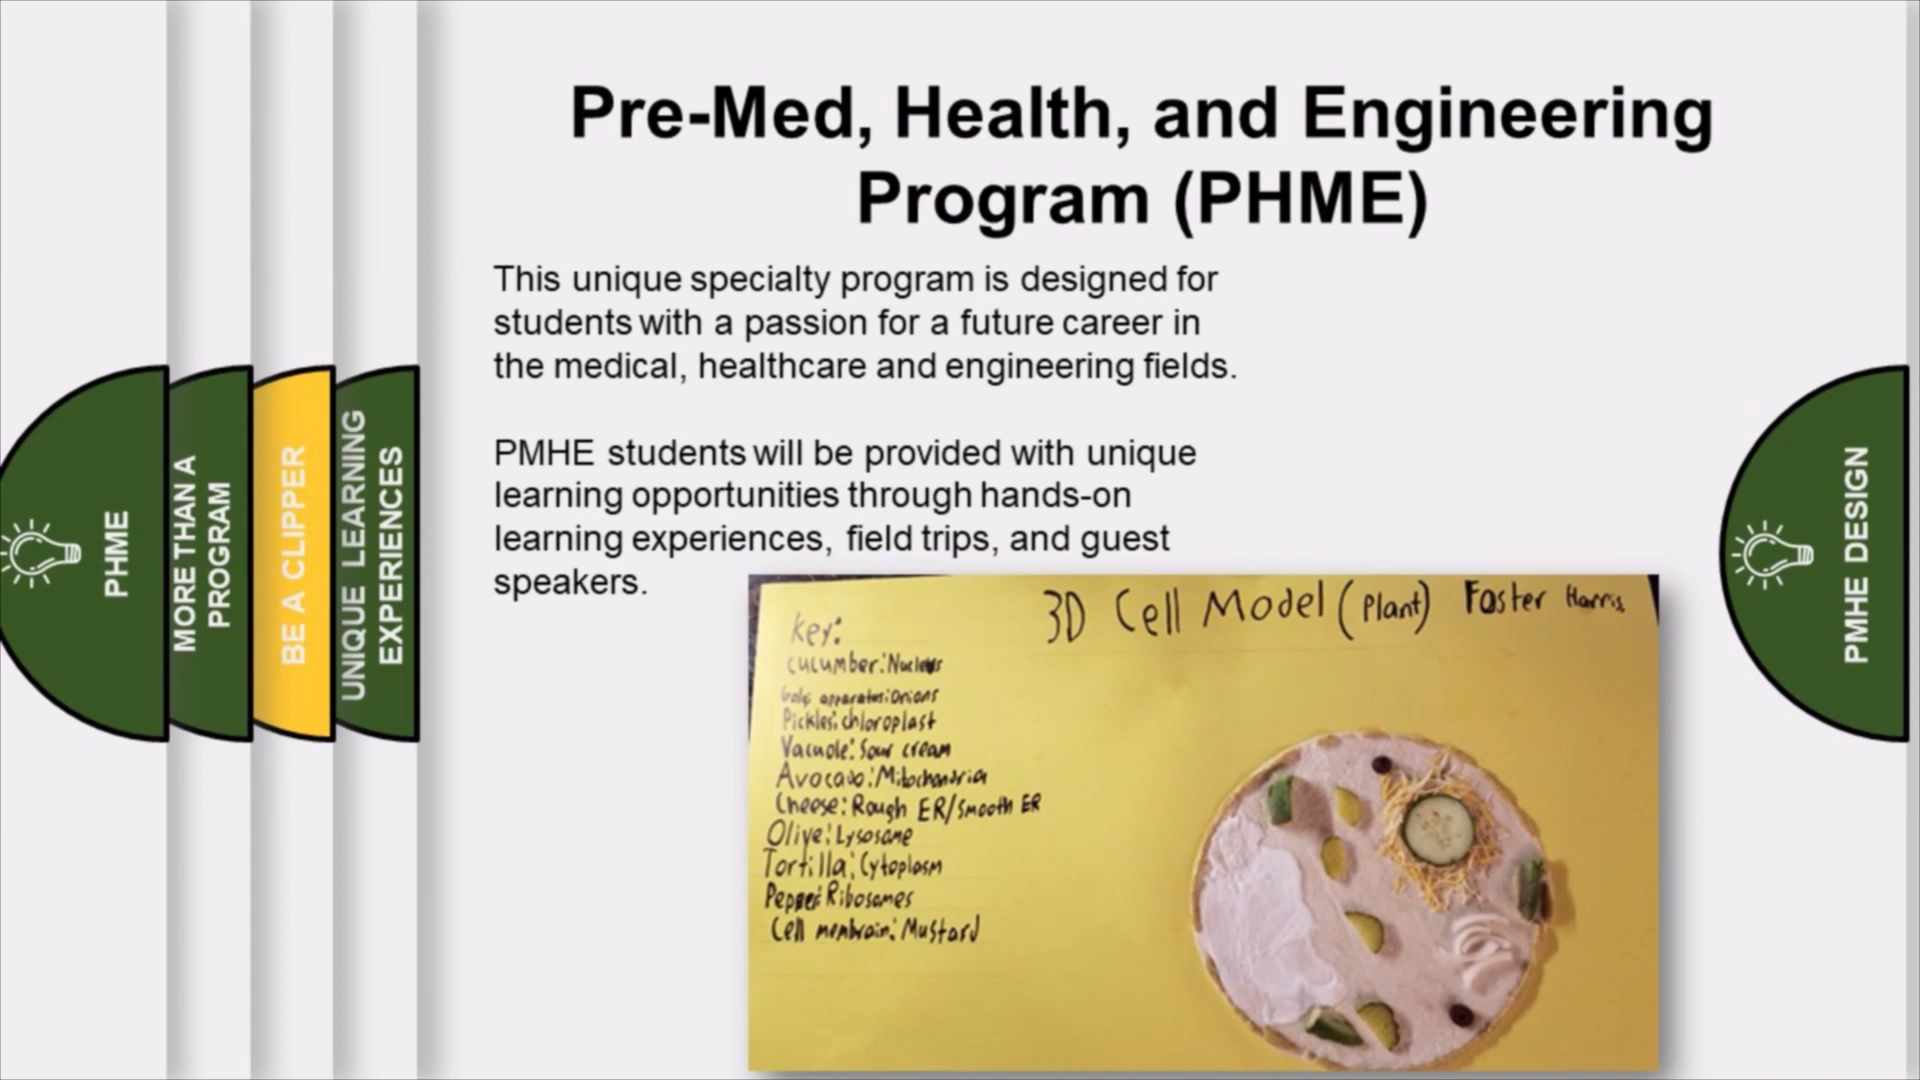 Pre-Med, Health, and Engineering
Program (PHME)
This unique specialty program is designed for
students with a passion for a future career in
the medical, healthcare and engineering fields.
PMHE students will be provided with unique
learning opportunities through hands-on
learning experiences, field trips, and guest
speakers.
PHME
MORE THAN A
PROGRAM
BE A CLIPPER
UNIQUE LEARNING
EXPERIENCES
PMHE DESIGN
3D Cell Model (Plant) Foster Harris
key:
cucumber: Nucleus
apparatus: Onions
Pickles: chloroplast
Vacuole: Sour cream
Avocado: Mitochondria
Cheese: Rough ER/Smooth ER
Olive: Lysosome
Tortilla: Cytoplasm
Pepper: Ribosomes
Cell membrain: Mustard